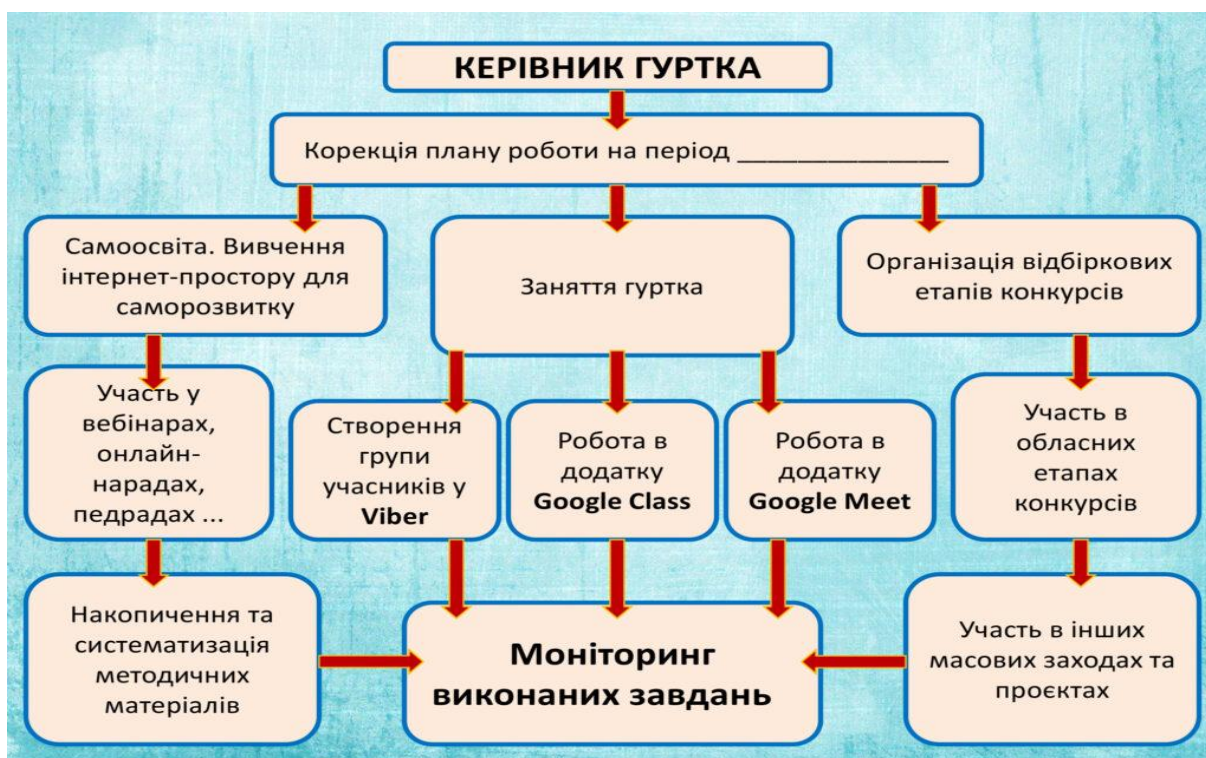 КЕРІВНИК ГУРТКА
Корекція плану роботи на період ______________
Самоосвіта. Вивчення
інтернет-простору для
саморозвитку
Заняття гуртка
Організація відбіркових
етапів конкурсів
Участь у
вебінарах,
онлайн-
нарадах,
педрадах ...
Створення
групи
учасників у
Viber
Робота в
додатку
Google Class
Робота в
додатку
Google Meet
Участь в
обласних
етапах
конкурсів
Накопичення та
систематизація
методичних
матеріалів
Моніторинг
виконаних завдань
Участь в інших
масових заходах та
проєктах